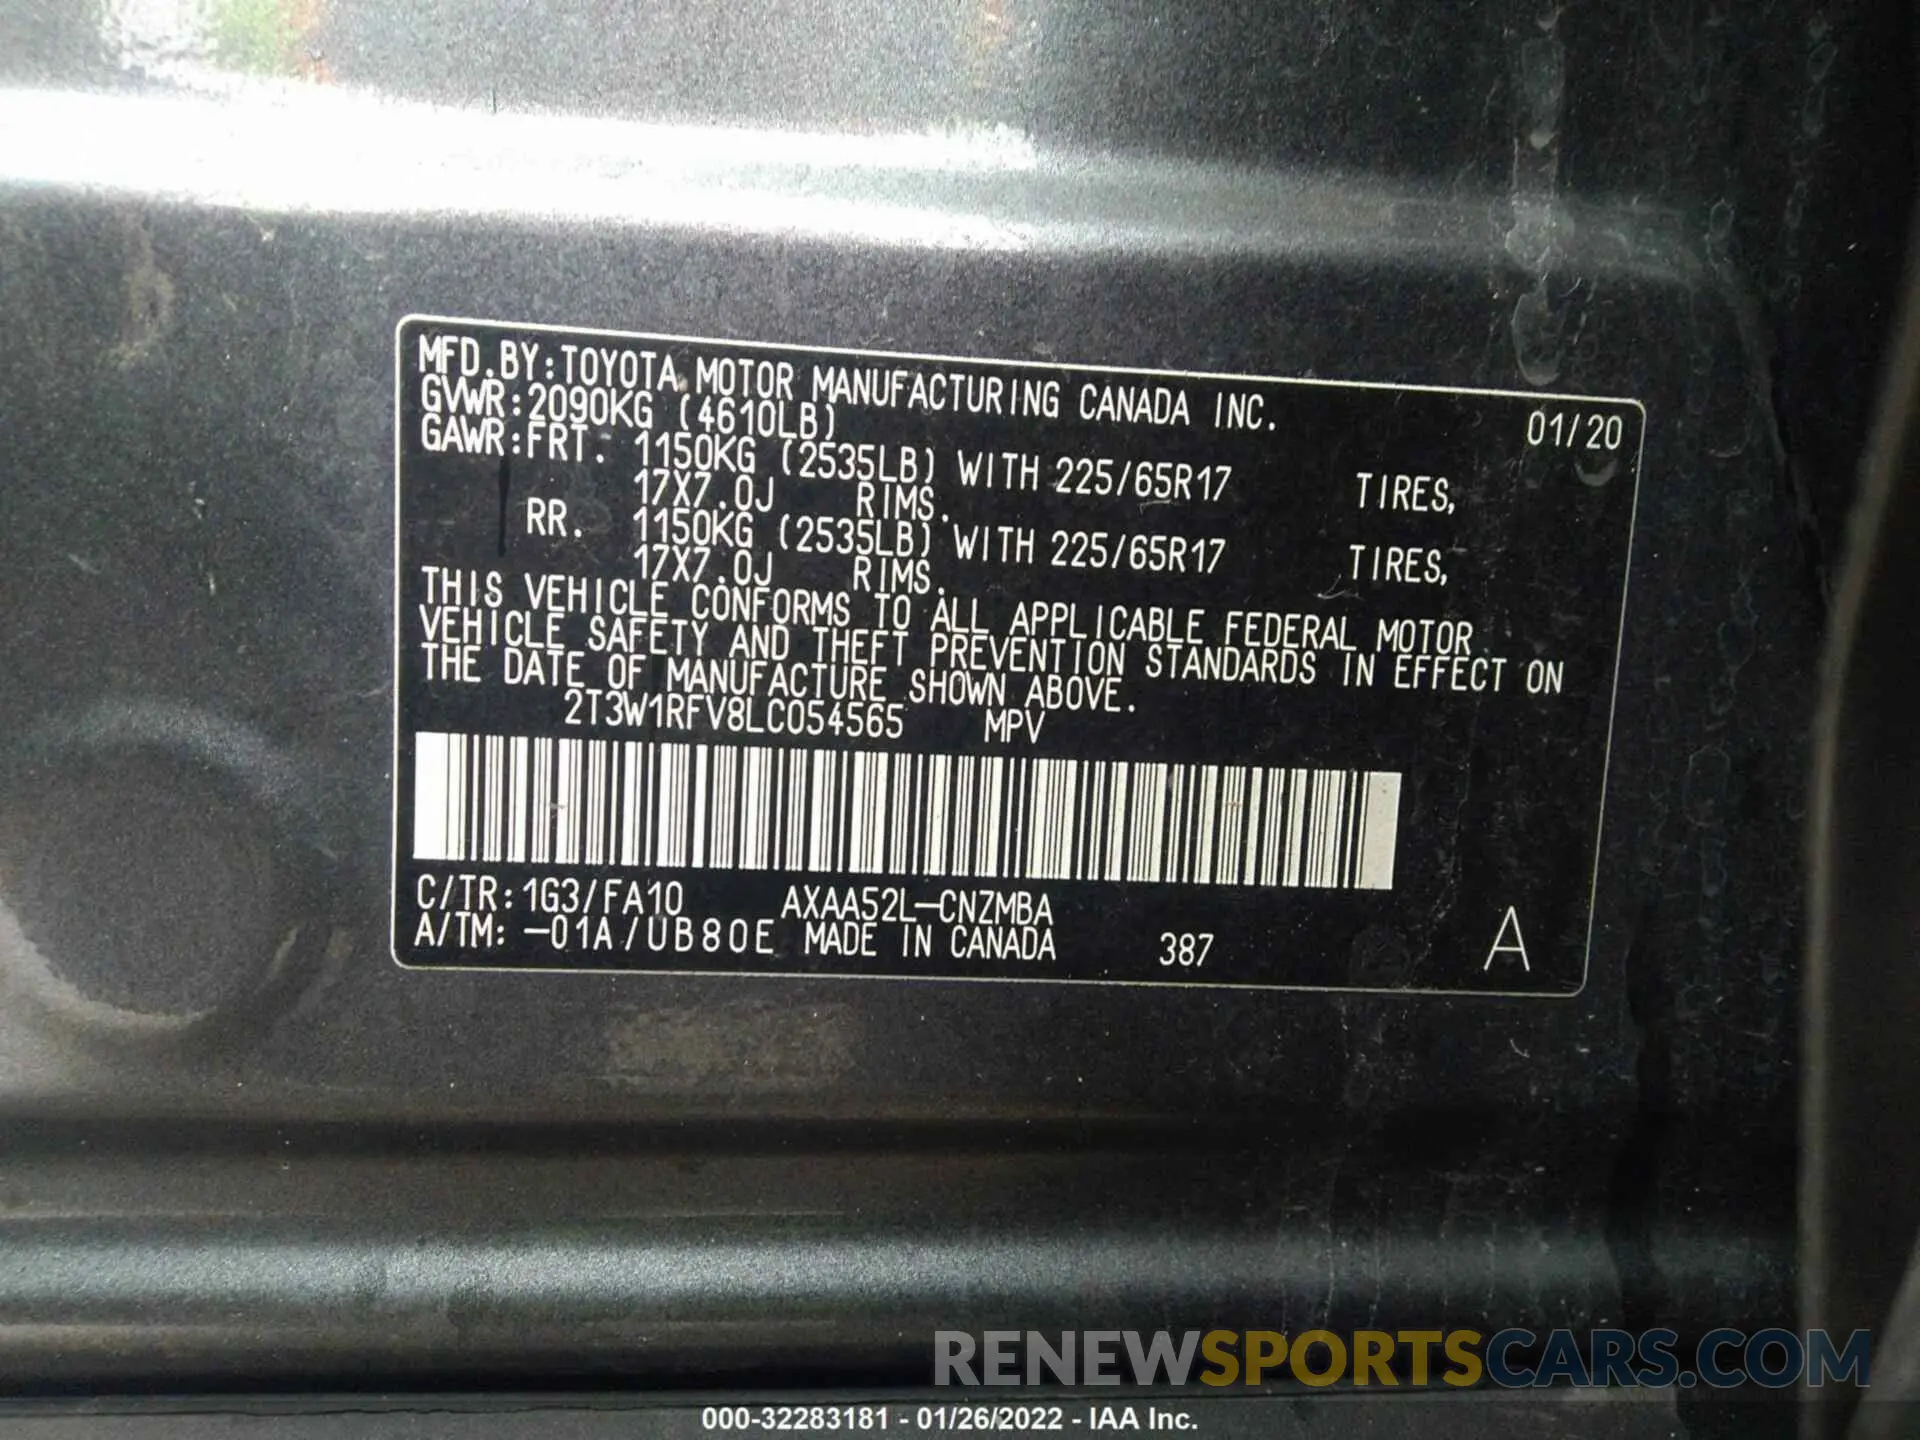 MFD.BY:TOYOTA MOTOR MANUFACTURING CANADA INC. 01/20
GVWR:2090KG (4610LB)
GAWR:FRT. 1150KG (2535LB) WITH 225/65R17 TIRES,
17X7.0J RIMS.
RR. 1150KG (2535LB) WITH 225/65R17 TIRES,
17X7.0J RIMS.
THIS VEHICLE CONFORMS TO ALL APPLICABLE FEDERAL MOTOR
VEHICLE SAFETY AND THEFT PREVENTION STANDARDS IN EFFECT ON
THE DATE OF MANUFACTURE SHOWN ABOVE.
2T3W1RFV8LC054565 MPV
C/TR:1G3/FA10 AXAA52L-CNZMBA
A/TM:-01A/UB80E MADE IN CANADA 387 A
RENEWSPORTSCARS.COM
000-32283181 - 01/26/2022 - IAA Inc.